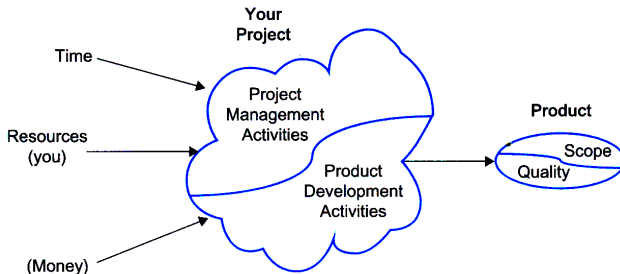 Your
Project
Time
Project
Management
Activities
Product
Resources
(you)
Scope
Quality
Product
Development
Activities
(Money)